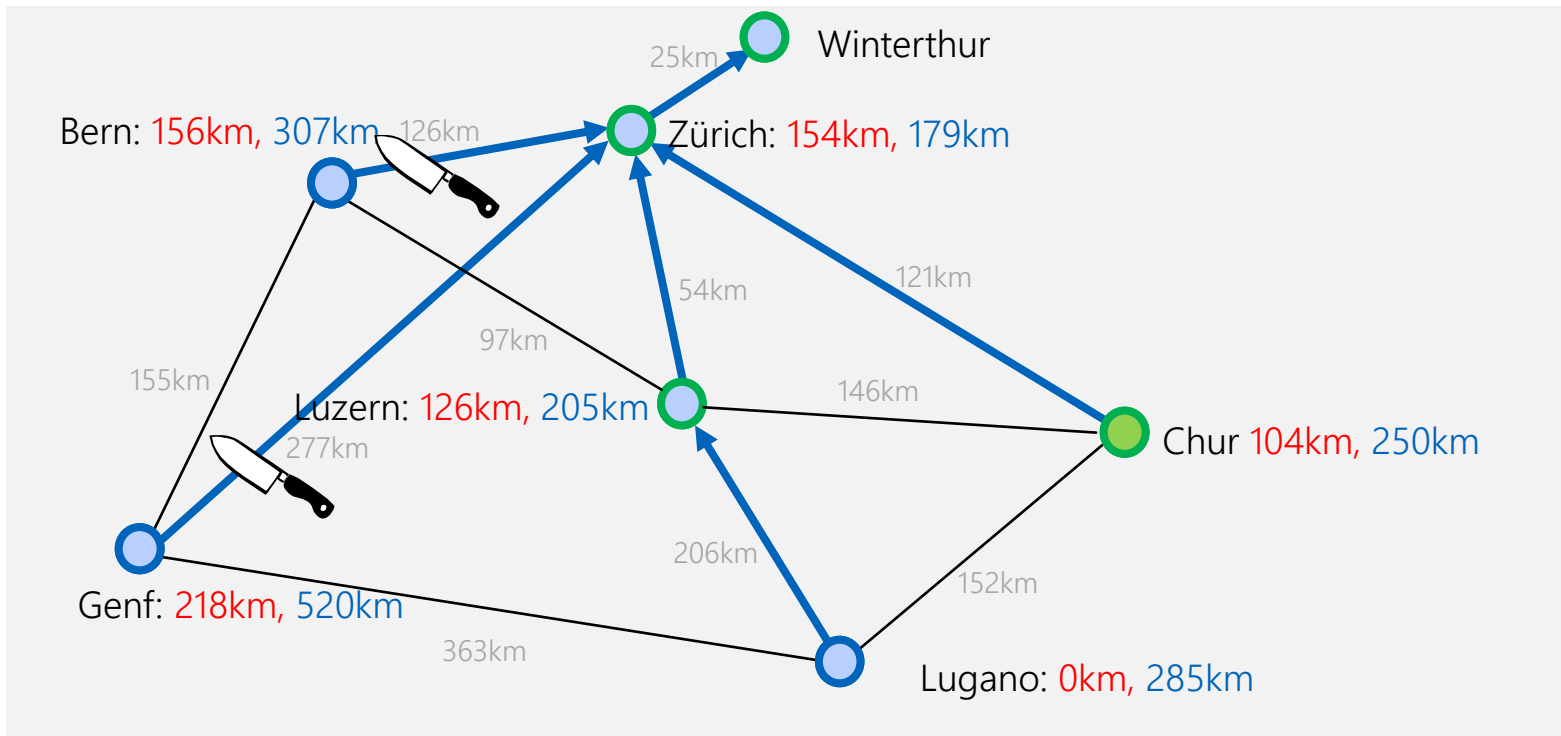 Winterthur
25km
Bern: 156km, 307km
126km
Zürich: 154km, 179km
121km
54km
97km
155km
146km
Luzern: 126km, 205km
277km
Chur 104km, 250km
206km
152km
Genf: 218km, 520km
363km
Lugano: 0km, 285km